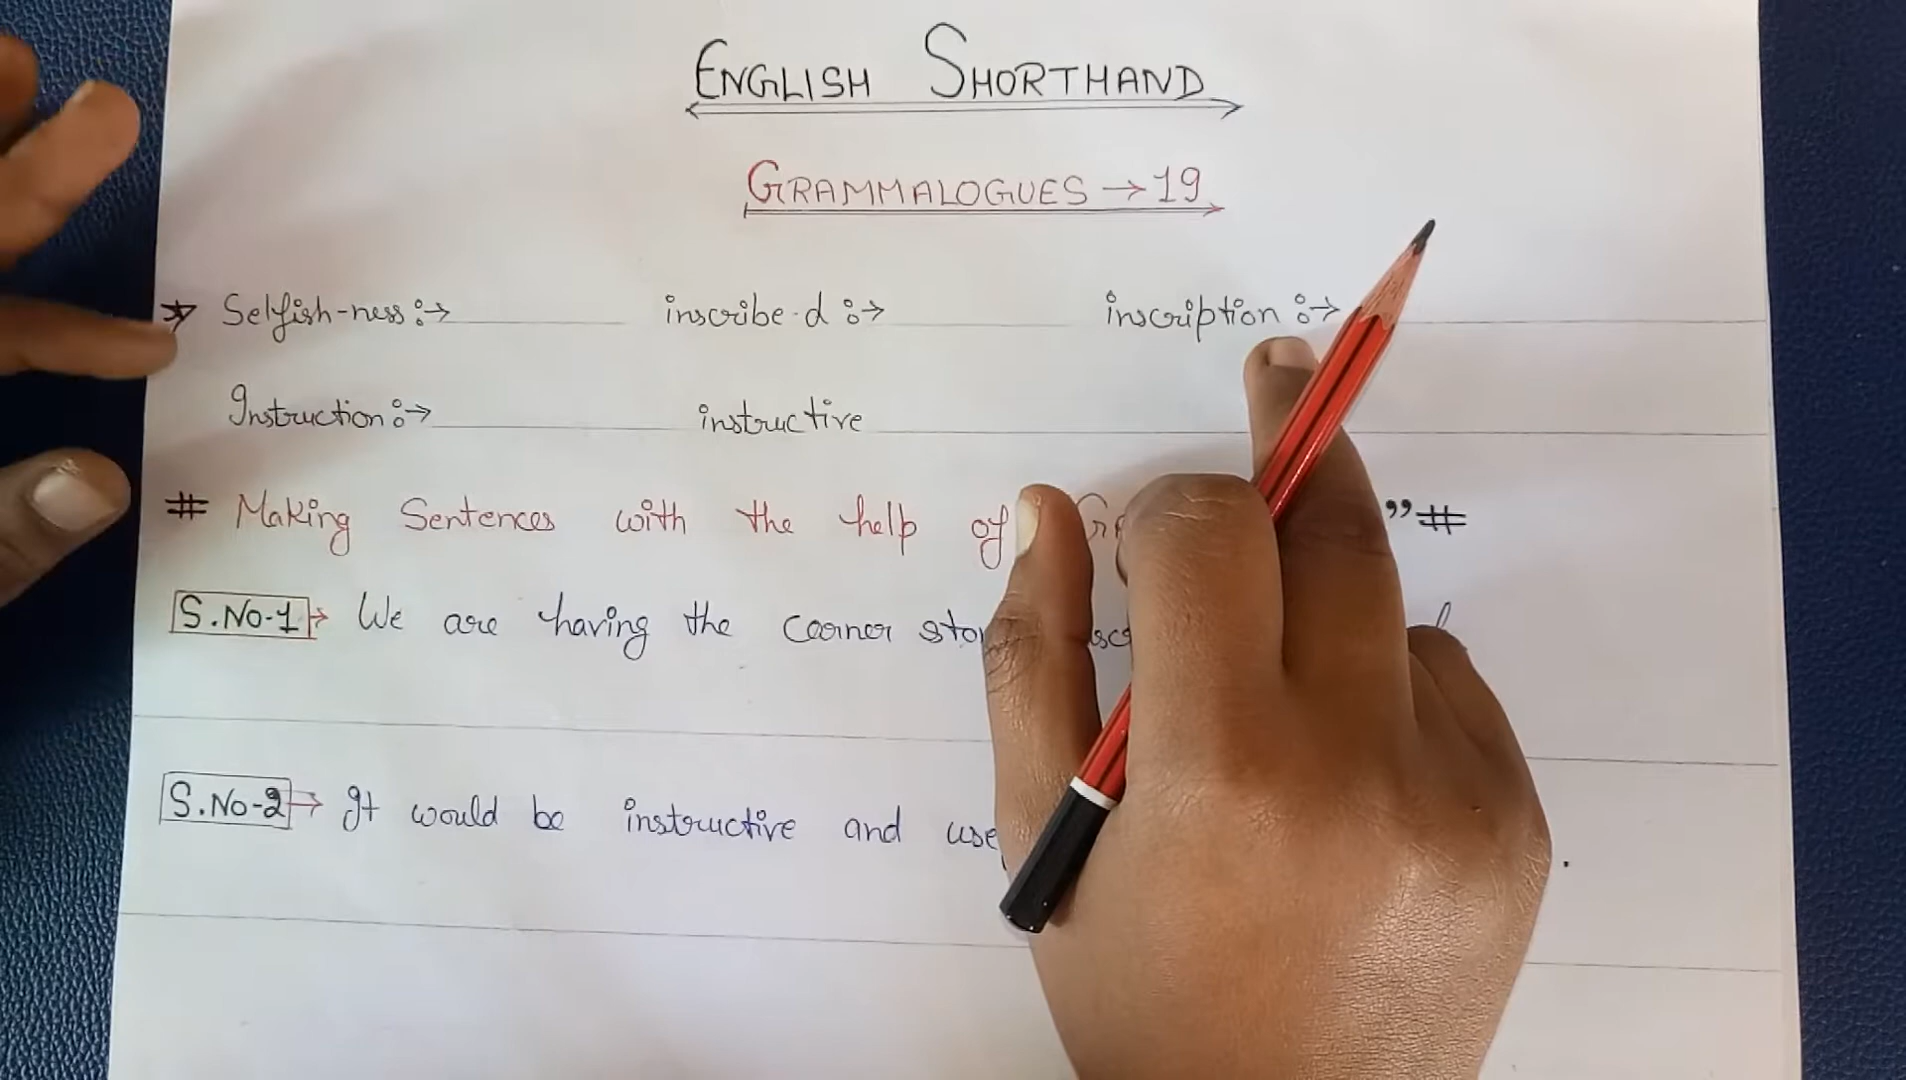 ENGLISH SHORTHAND
GRAMMALOGUES → 19
Selfish-ness :→ inscribe-d :→ inscription :→
Instruction :→ instructive
# Making Sentences with the help of ” #
S.No-1 → We are having the corner
S.No-2 → It would be instructive and .